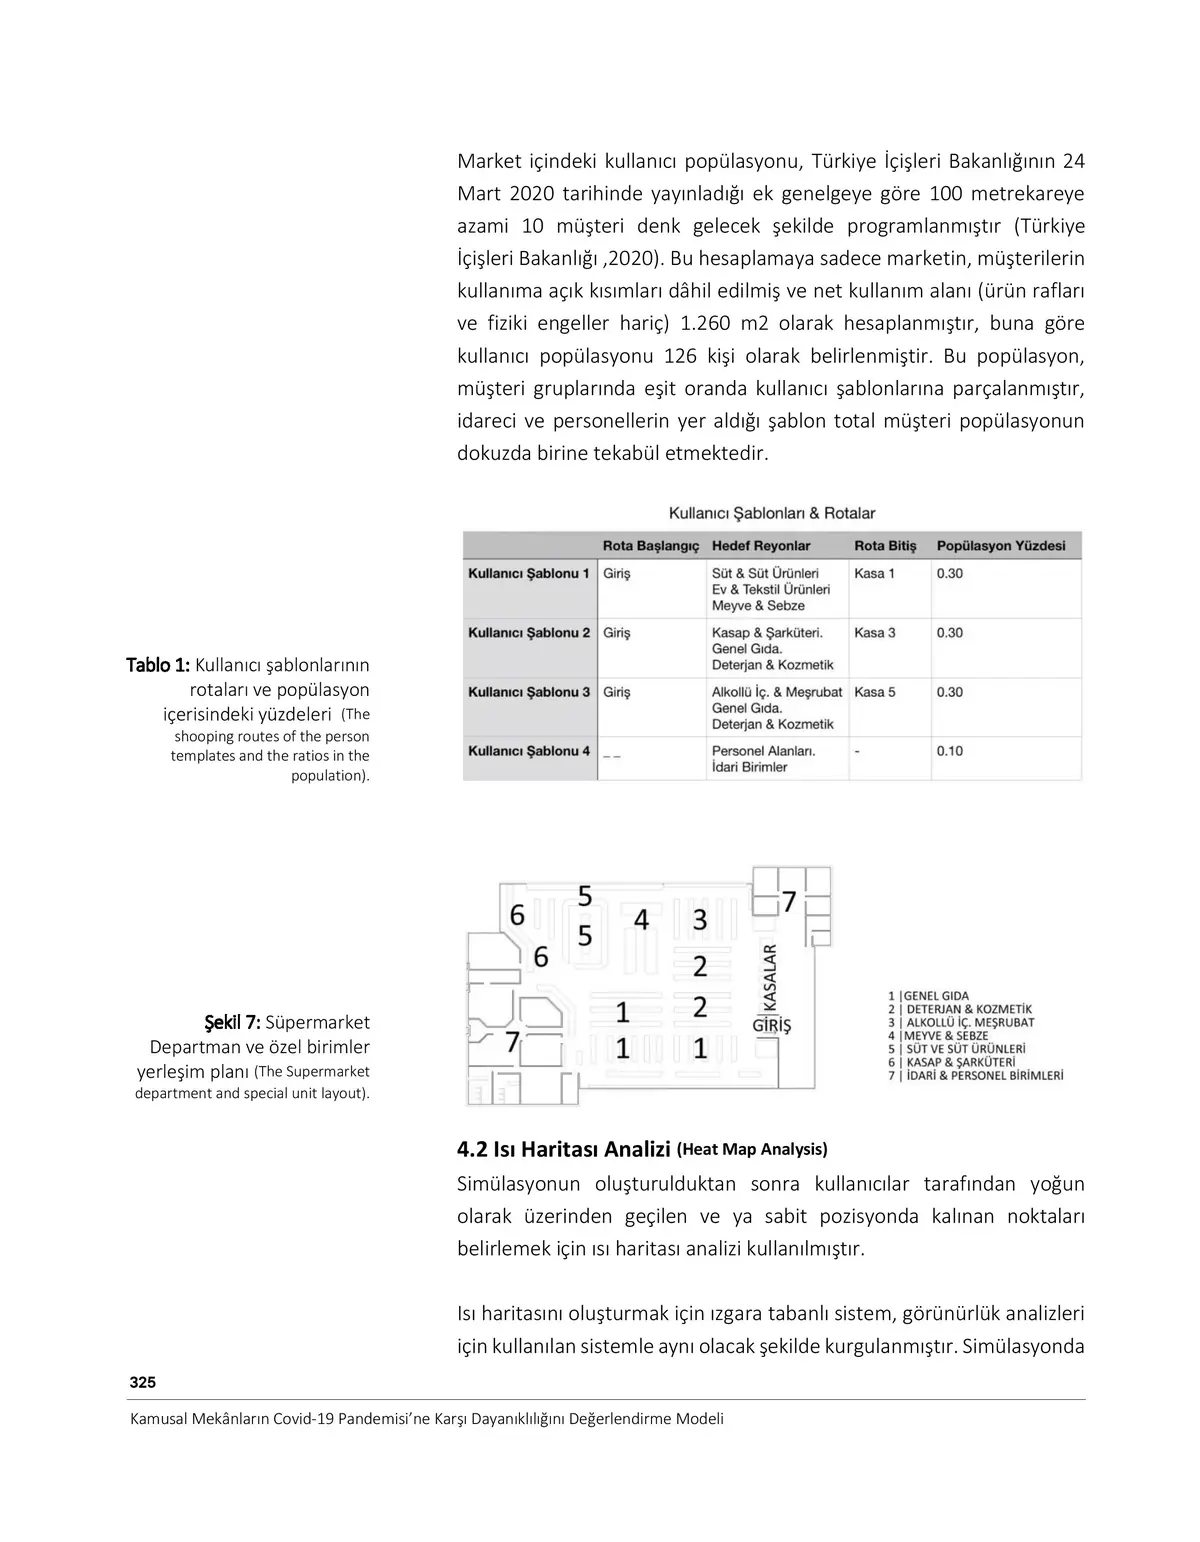 Market içindeki kullanıcı popülasyonu, Türkiye İçişleri Bakanlığının 24
Mart 2020 tarihinde yayınladığı ek genelgeye göre 100 metrekareye
azami 10 müşteri denk gelecek şekilde programlanmıştır (Türkiye
İçişleri Bakanlığı ,2020). Bu hesaplamaya sadece marketin, müşterilerin
kullanıma açık kısımları dâhil edilmiş ve net kullanım alanı (ürün rafları
ve fiziki engeller hariç) 1.260 m2 olarak hesaplanmıştır, buna göre
kullanıcı popülasyonu 126 kişi olarak belirlenmiştir. Bu popülasyon,
müşteri gruplarında eşit oranda kullanıcı şablonlarına parçalanmıştır,
idareci ve personellerin yer aldığı şablon total müşteri popülasyonun
dokuzda birine tekabül etmektedir.
Kullanıcı Şablonları & Rotalar
Rota Başlangıç Hedef Reyonlar Rota Bitiş Popülasyon Yüzdesi
Kullanıcı Şablonu 1 Giriş Süt & Süt Ürünleri Kasa 1 0.30
Ev & Tekstil Ürünleri
Meyve & Sebze
Kullanıcı Şablonu 2 Giriş Kasap & Şarküteri. Kasa 3 0.30
Genel Gıda.
Deterjan & Kozmetik
Kullanıcı Şablonu 3 Giriş Alkollü İç. & Meşrubat Kasa 5 0.30
Genel Gıda.
Deterjan & Kozmetik
Kullanıcı Şablonu 4 _ _ Personel Alanları. - 0.10
İdari Birimler
Tablo 1: Kullanıcı şablonlarının
rotaları ve popülasyon
içerisindeki yüzdeleri (The
shooping routes of the person
templates and the ratios in the
population).
5
7
6
4
3
5
6
2
KASALAR
2
1
GİRİŞ
7
1
1
1 |GENEL GIDA
2 | DETERJAN & KOZMETİK
3 | ALKOLLÜ İÇ. MEŞRUBAT
4 |MEYVE & SEBZE
5 | SÜT VE SÜT ÜRÜNLERİ
6 | KASAP & ŞARKÜTERİ
7 | İDARİ & PERSONEL BİRİMLERİ
Şekil 7: Süpermarket
Departman ve özel birimler
yerleşim planı (The Supermarket
department and special unit layout).
4.2 Isı Haritası Analizi (Heat Map Analysis)
Simülasyonun oluşturulduktan sonra kullanıcılar tarafından yoğun
olarak üzerinden geçilen ve ya sabit pozisyonda kalınan noktaları
belirlemek için ısı haritası analizi kullanılmıştır.
Isı haritasını oluşturmak için ızgara tabanlı sistem, görünürlük analizleri
için kullanılan sistemle aynı olacak şekilde kurgulanmıştır. Simülasyonda
325
Kamusal Mekânların Covid-19 Pandemisi’ne Karşı Dayanıklılığını Değerlendirme Modeli